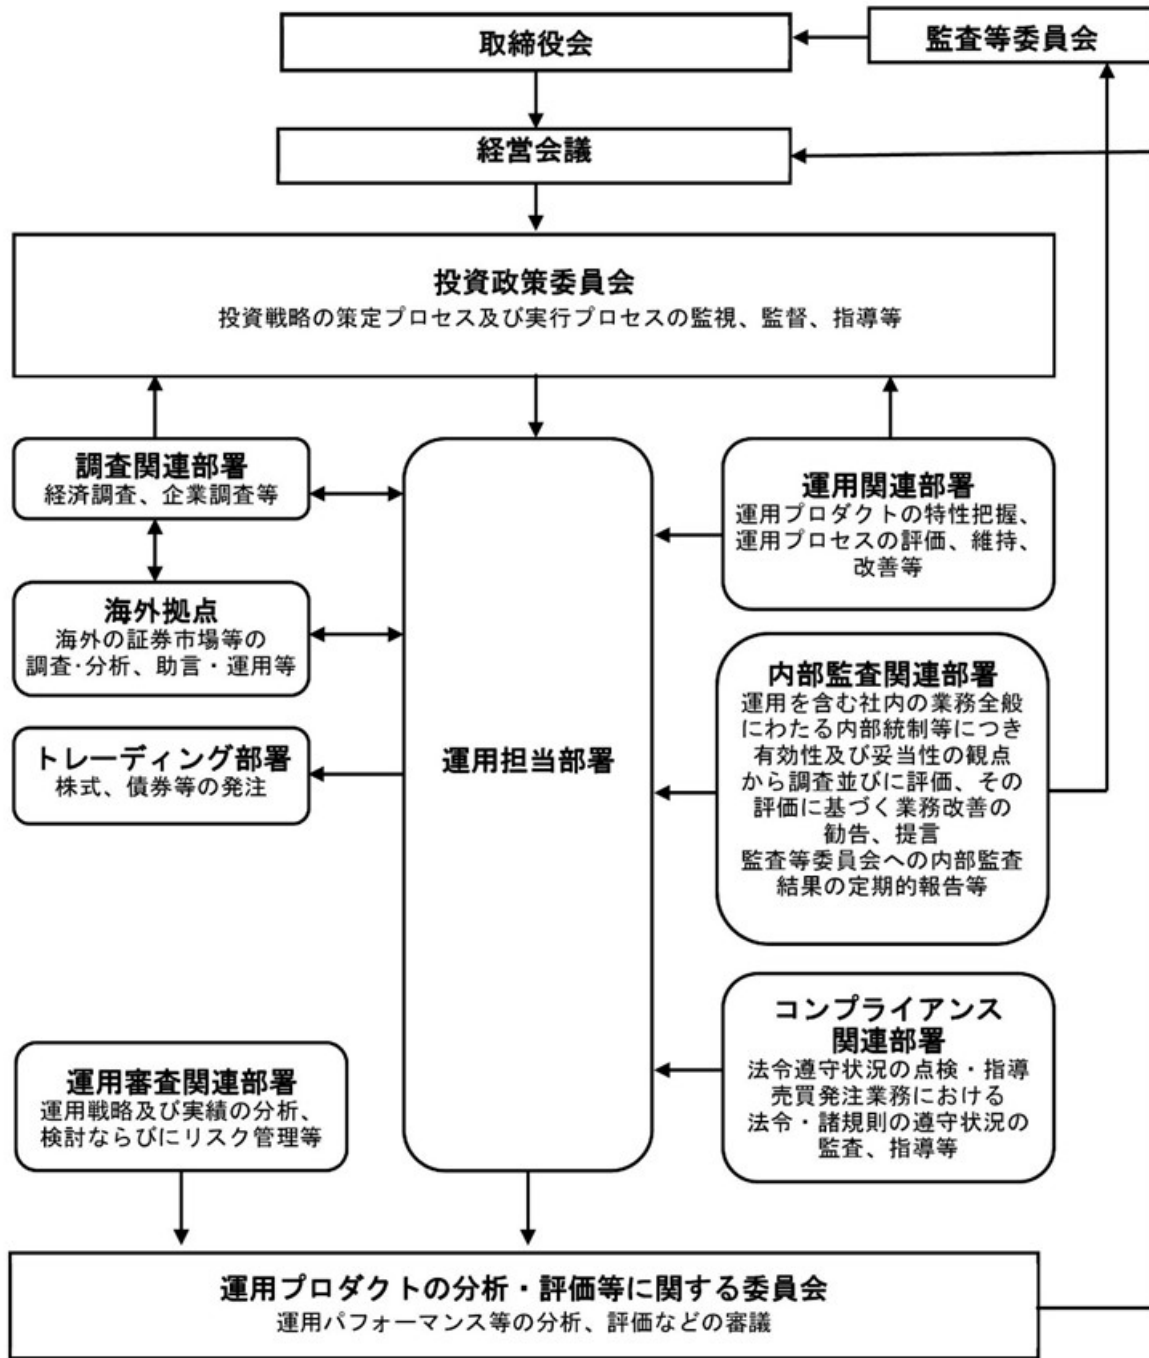 取締役会
監査等委員会
経営会議
投資政策委員会
投資戦略の策定プロセス及び実行プロセスの監視、監督、指導等
調査関連部署
経済調査、企業調査等
海外拠点
海外の証券市場等の
調査・分析、助言・運用等
トレーディング部署
株式、債券等の発注
運用担当部署
運用関連部署
運用プロダクトの特性把握、
運用プロセスの評価、維持、
改善等
内部監査関連部署
運用を含む社内の業務全般
にわたる内部統制等につき
有効性及び妥当性の観点
から調査並びに評価、その
評価に基づく業務改善の
勧告、提言
監査等委員会への内部監査
結果の定期的報告等
コンプライアンス
関連部署
法令遵守状況の点検・指導
売買発注業務における
法令・諸規則の遵守状況の
監査、指導等
運用審査関連部署
運用戦略及び実績の分析、
検討ならびにリスク管理等
運用プロダクトの分析・評価等に関する委員会
運用パフォーマンス等の分析、評価などの審議